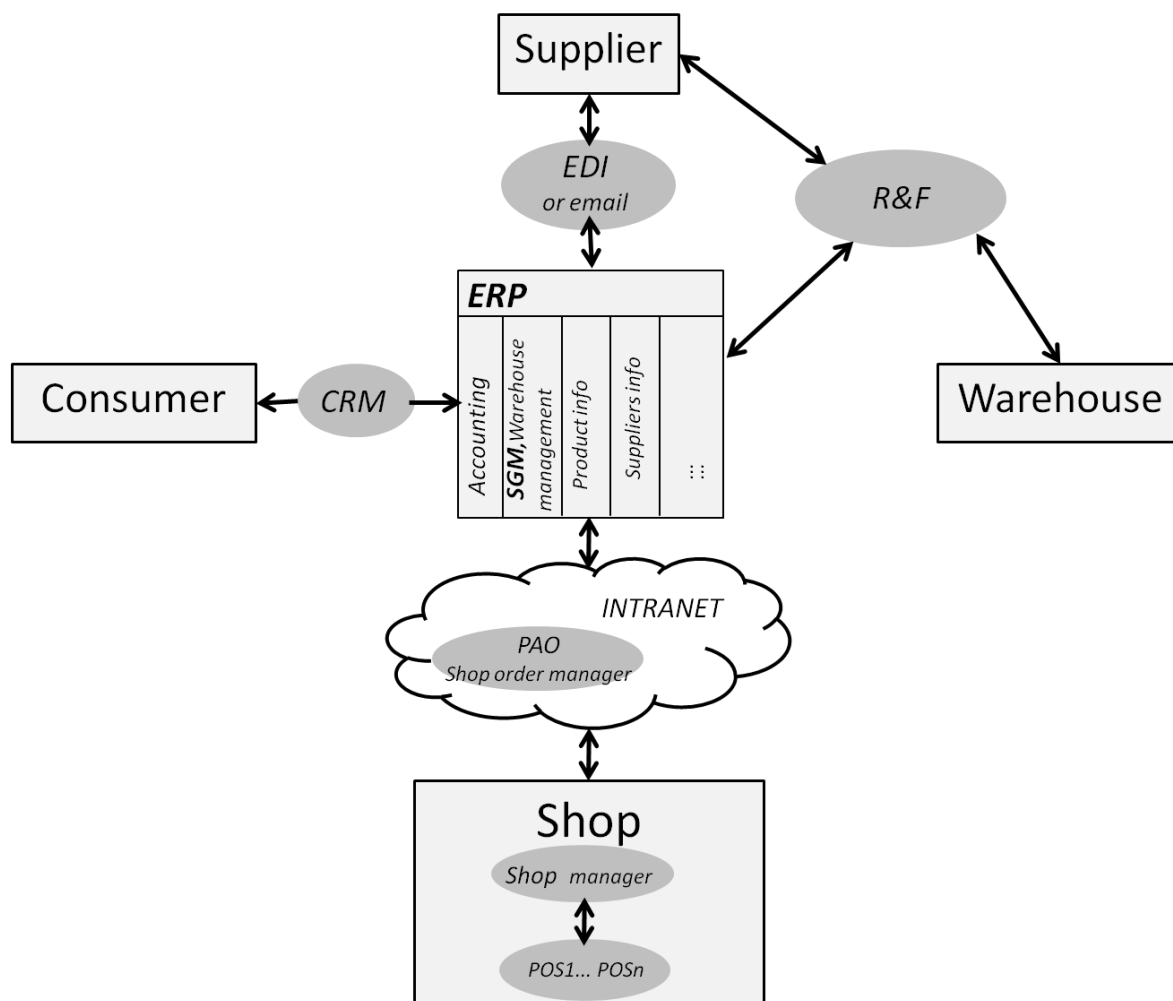 Supplier
EDI
or email
R&F
ERP
Accounting
SGM,Warehouse
management
Product info
Suppliers info
...
Consumer
CRM
Warehouse
INTRANET
PAO
Shop order manager
Shop
Shop manager
POS1... POSn